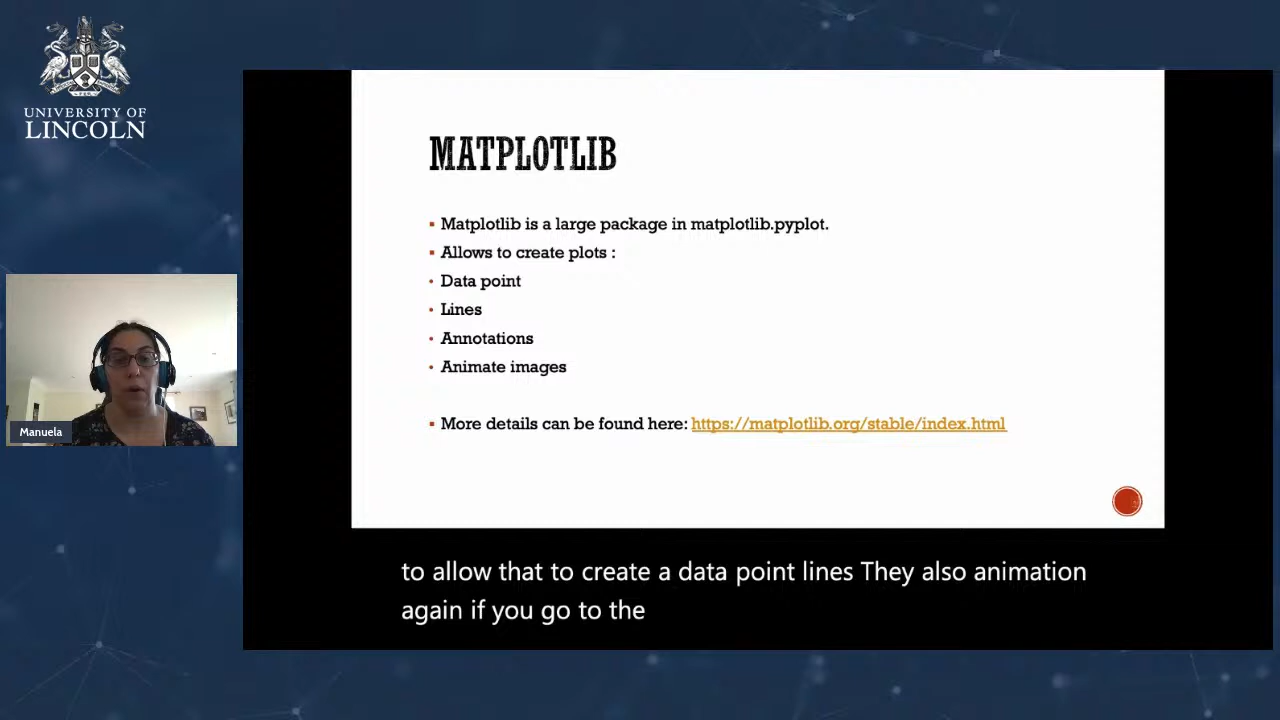 UNIVERSITY OF
LINCOLN
MATPLOTLIB
▪ Matplotlib is a large package in matplotlib.pyplot.
▪ Allows to create plots :
• Data point
• Lines
• Annotations
• Animate images
▪ More details can be found here: https://matplotlib.org/stable/index.html
Manuela
to allow that to create a data point lines They also animation
again if you go to the